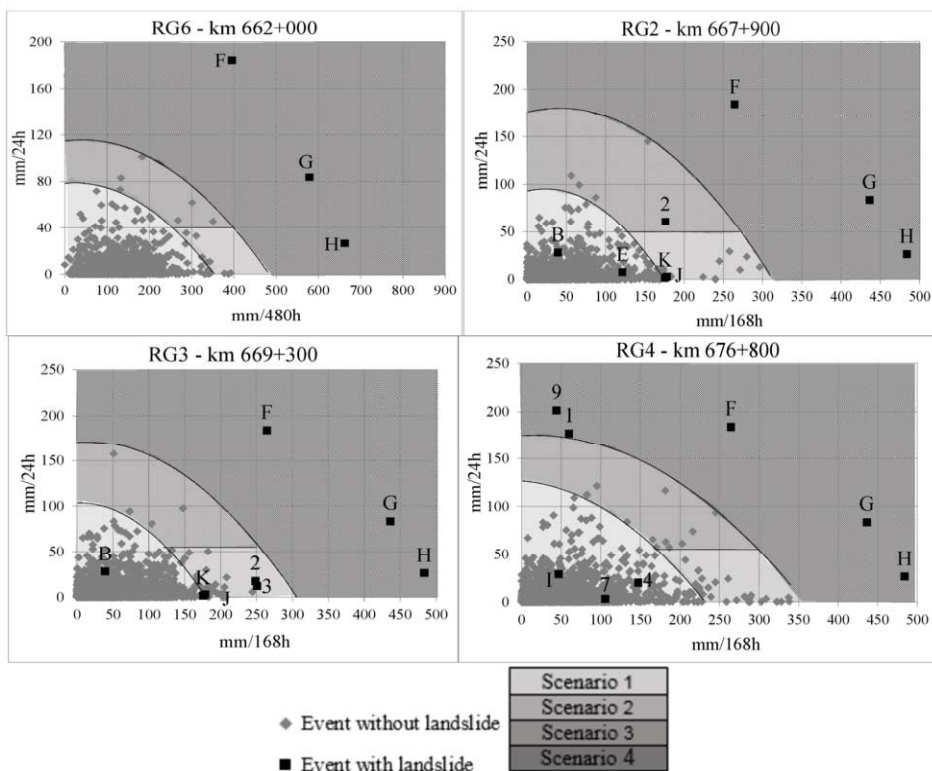 RG6 - km 662+000
200
160
120
80
40
0
mm/24h
0 100 200 300 400 500 600 700 800 900
mm/480h
F
G
H
RG2 - km 667+900
250
200
150
100
50
0
mm/24h
0 50 100 150 200 250 300 350 400 450 500
mm/168h
F
G
2
B
E
K
J
H
RG3 - km 669+300
250
200
150
100
50
0
mm/24h
0 50 100 150 200 250 300 350 400 450 500
mm/168h
F
G
B
2
K
3
J
H
RG4 - km 676+800
250
200
150
100
50
0
mm/24h
0 50 100 150 200 250 300 350 400 450 500
mm/168h
9
1
F
G
I
7
4
H
Event without landslide
Event with landslide
Scenario 1
Scenario 2
Scenario 3
Scenario 4